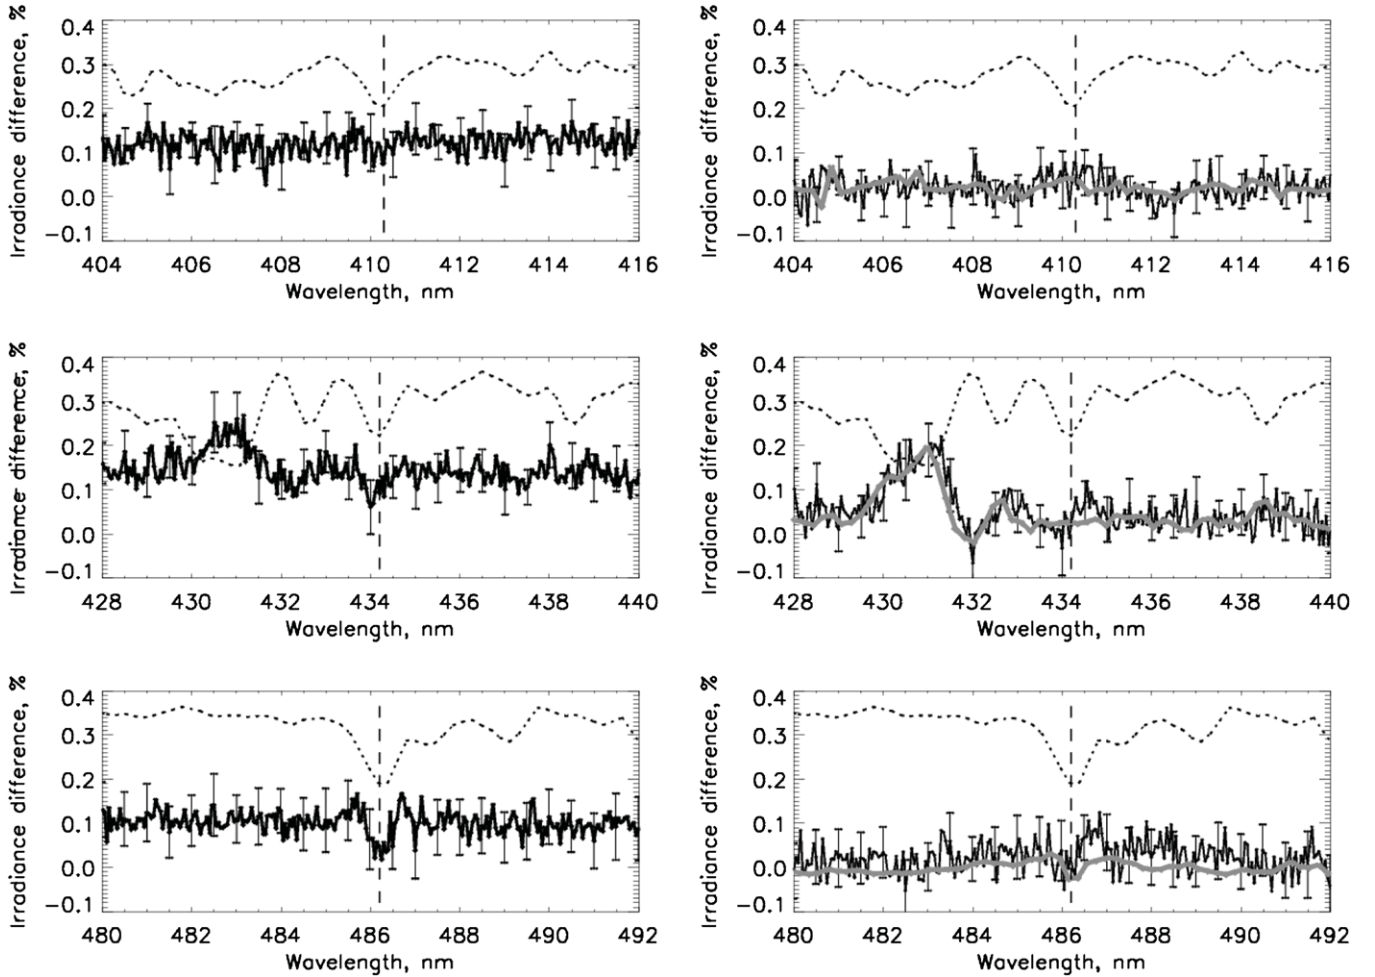 Irradiance difference, %
0.4
0.3
0.2
0.1
0.0
−0.1
404 406 408 410 412 414 416
Wavelength, nm
Irradiance difference, %
0.4
0.3
0.2
0.1
0.0
−0.1
404 406 408 410 412 414 416
Wavelength, nm
Irradiance difference, %
0.4
0.3
0.2
0.1
0.0
−0.1
428 430 432 434 436 438 440
Wavelength, nm
Irradiance difference, %
0.4
0.3
0.2
0.1
0.0
−0.1
428 430 432 434 436 438 440
Wavelength, nm
Irradiance difference, %
0.4
0.3
0.2
0.1
0.0
−0.1
480 482 484 486 488 490 492
Wavelength, nm
Irradiance difference, %
0.4
0.3
0.2
0.1
0.0
−0.1
480 482 484 486 488 490 492
Wavelength, nm